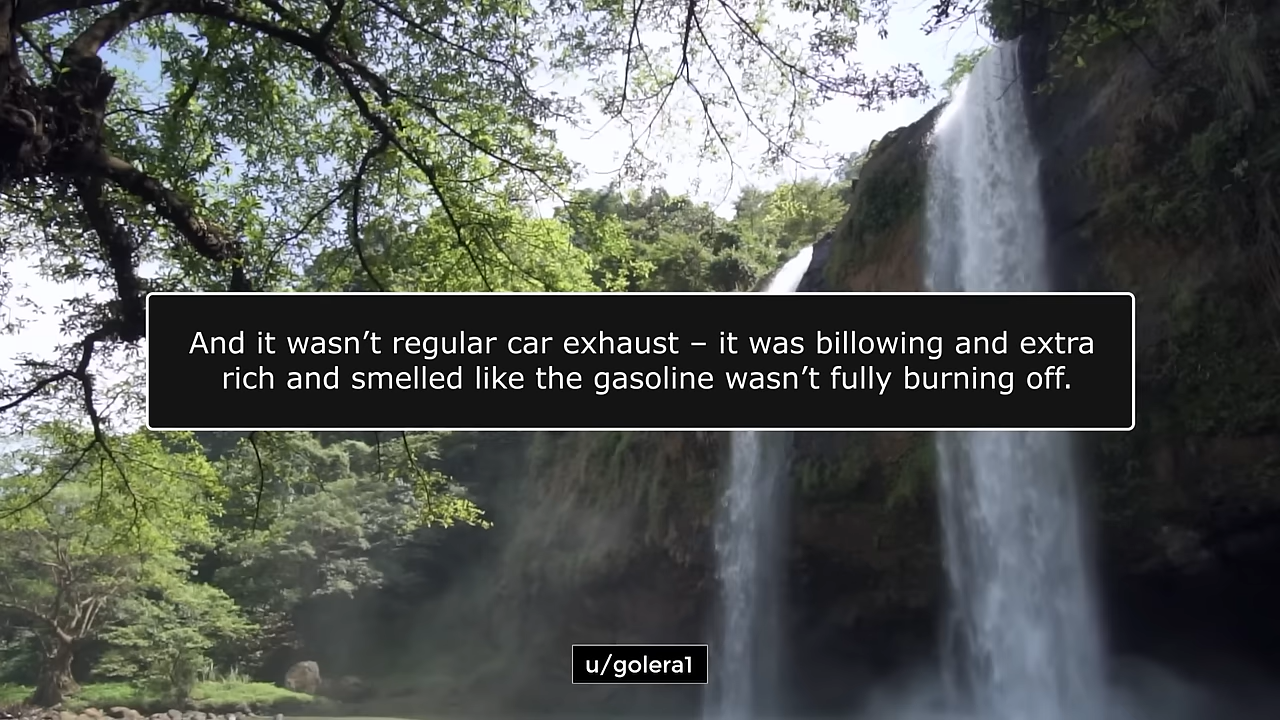 And it wasn’t regular car exhaust – it was billowing and extra
rich and smelled like the gasoline wasn’t fully burning off.
u/golera1